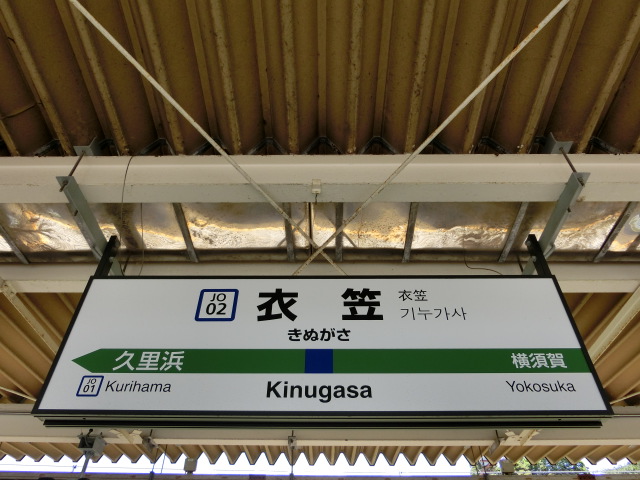 JO
02
衣笠
衣笠
기누가사
きぬがさ
久里浜
横須賀
JO
01
Kurihama
Kinugasa
Yokosuka